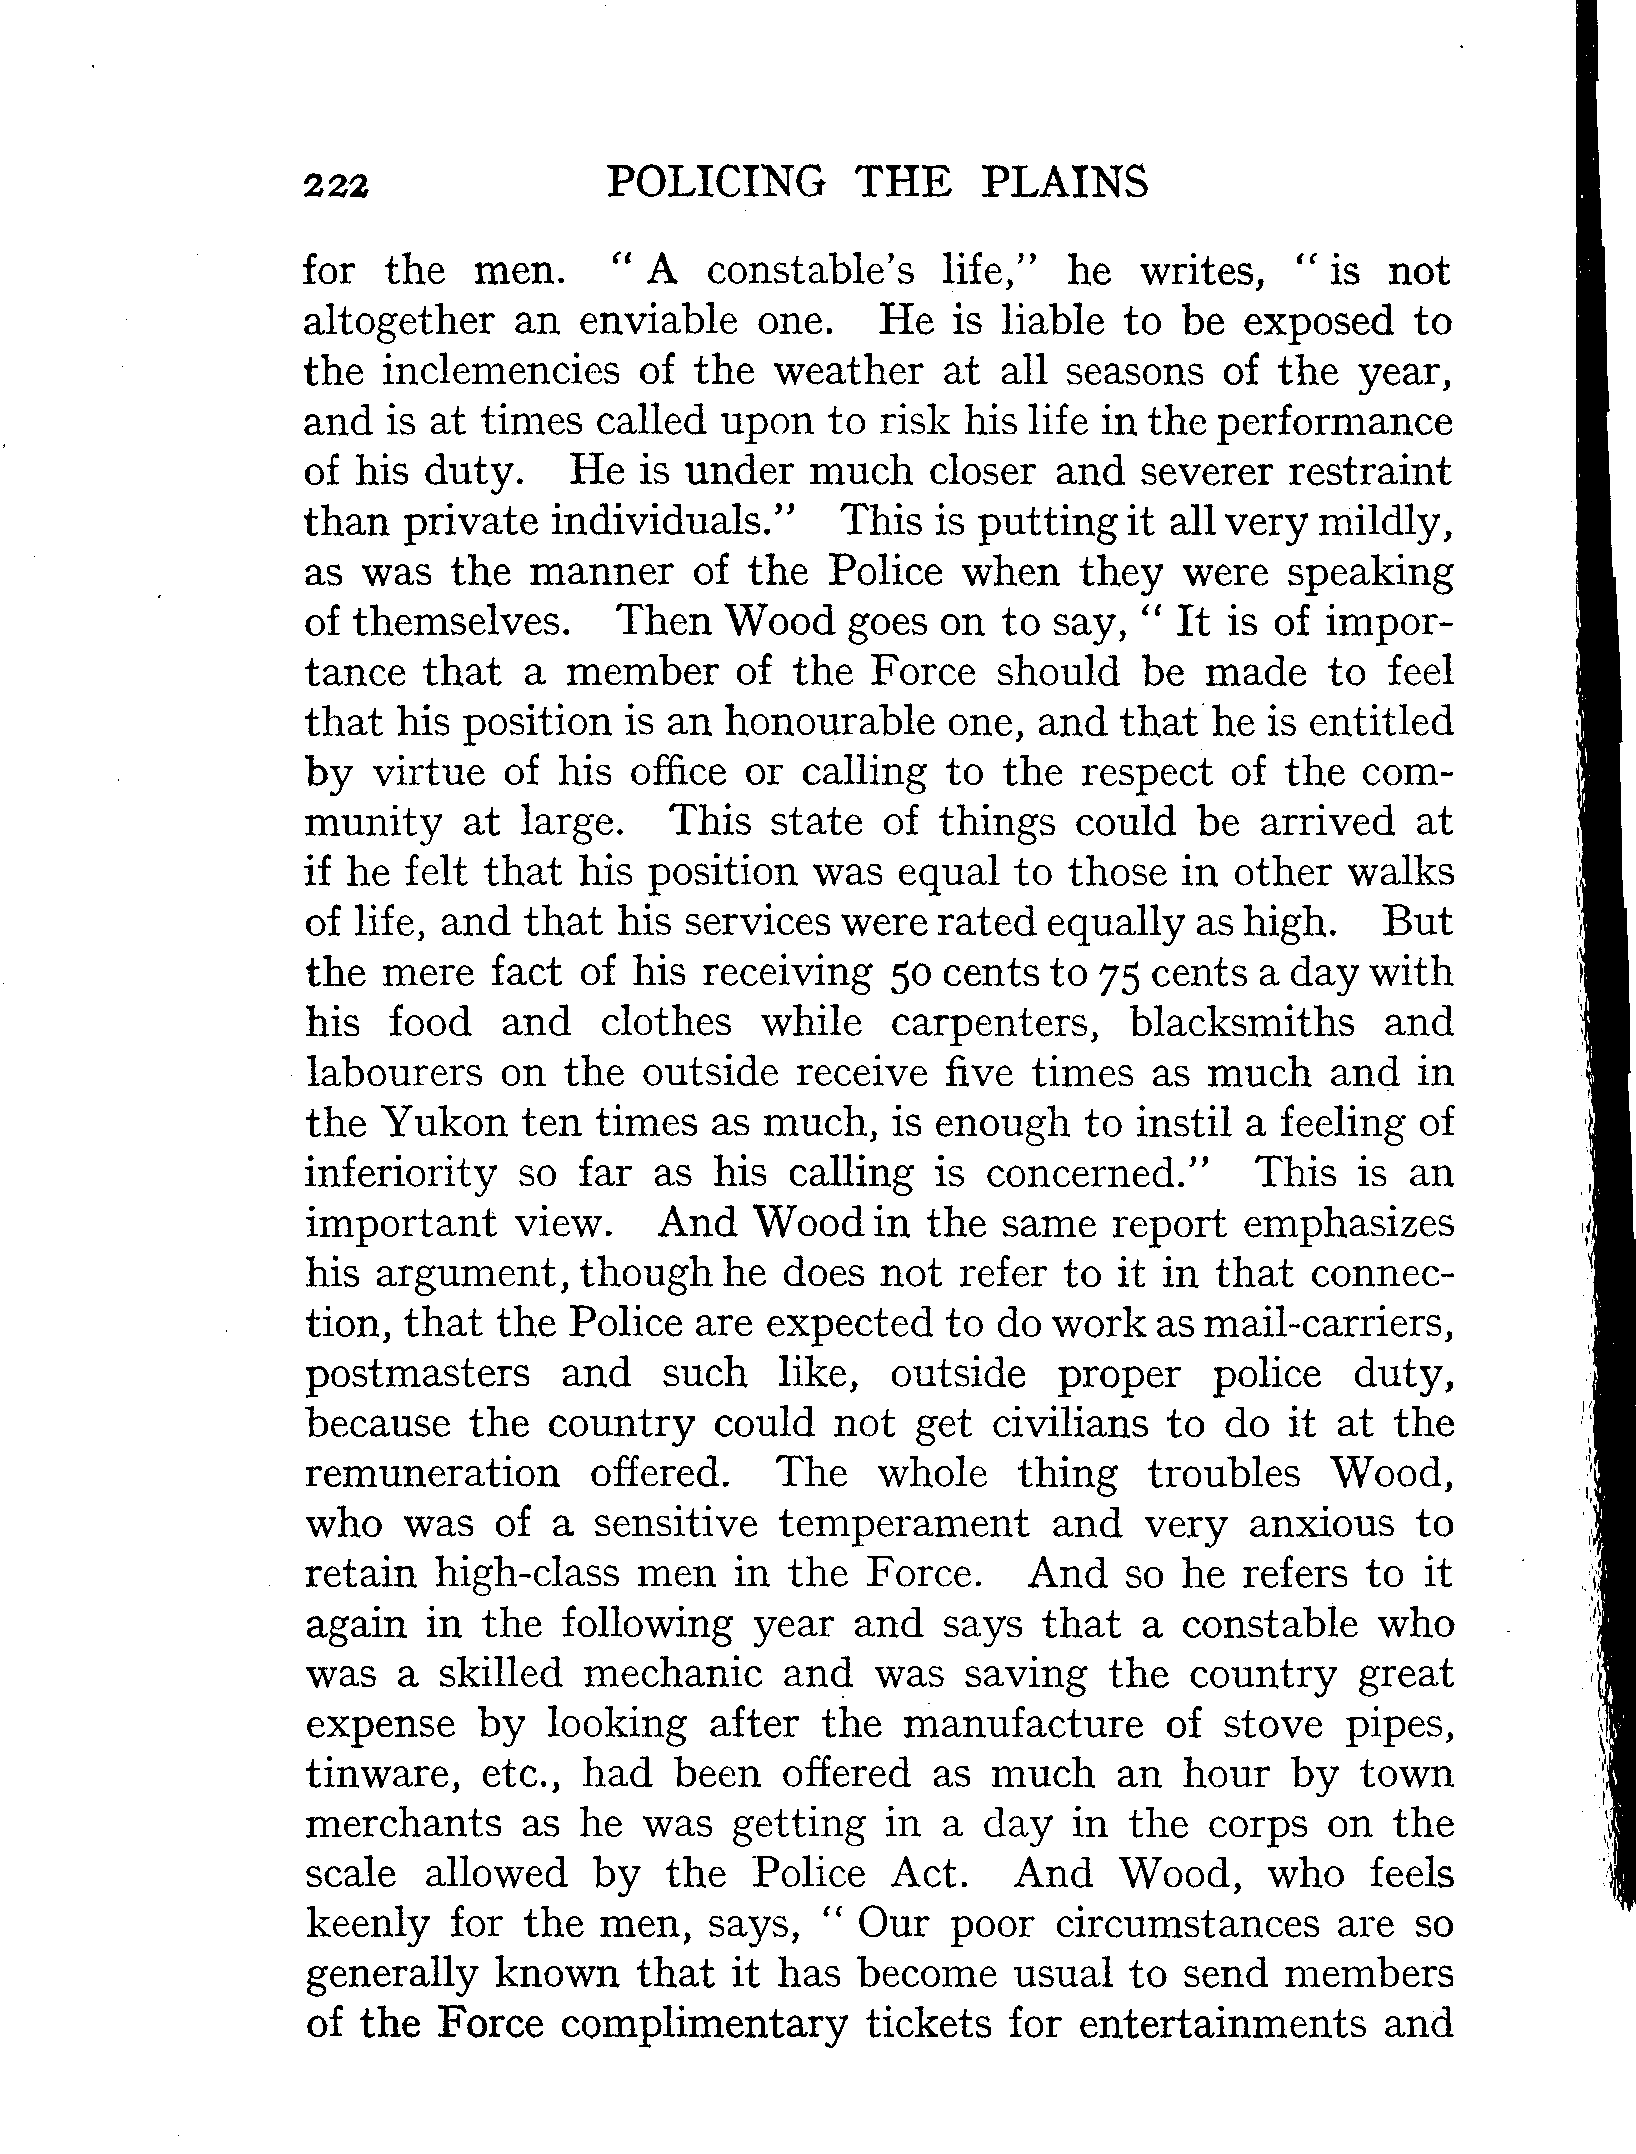 222 POLICING THE PLAINS
for the men. " A constable's life," he writes, " is not
altogether an enviable one. He is liable to be exposed to
the inclemencies of the weather at all seasons of the year,
and is at times called upon to risk his life in the performance
of his duty. He is under much closer and severer restraint
than private individuals." This is putting it all very mildly,
as was the manner of the Police when they were speaking
of themselves. Then Wood goes on to say, " It is of impor-
tance that a member of the Force should be made to feel
that his position is an honourable one, and that he is entitled
by virtue of his office or calling to the respect of the com-
munity at large. This state of things could be arrived at
if he felt that his position was equal to those in other walks
of life, and that his services were rated equally as high. But
the mere fact of his receiving 50 cents to 75 cents a day with
his food and clothes while carpenters, blacksmiths and
labourers on the outside receive five times as much and in
the Yukon ten times as much, is enough to instil a feeling of
inferiority so far as his calling is concerned." This is an
important view. And Wood in the same report emphasizes
his argument, though he does not refer to it in that connec-
tion, that the Police are expected to do work as mail-carriers,
postmasters and such like, outside proper police duty,
because the country could not get civilians to do it at the
remuneration offered. The whole thing troubles Wood,
who was of a sensitive temperament and very anxious to
retain high-class men in the Force. And so he refers to it
again in the following year and says that a constable who
was a skilled mechanic and was saving the country great
expense by looking after the manufacture of stove pipes,
tinware, etc., had been offered as much an hour by town
merchants as he was getting in a day in the corps on the
scale allowed by the Police Act. And Wood, who feels
keenly for the men, says, " Our poor circumstances are so
generally known that it has become usual to send members
of the Force complimentary tickets for entertainments and